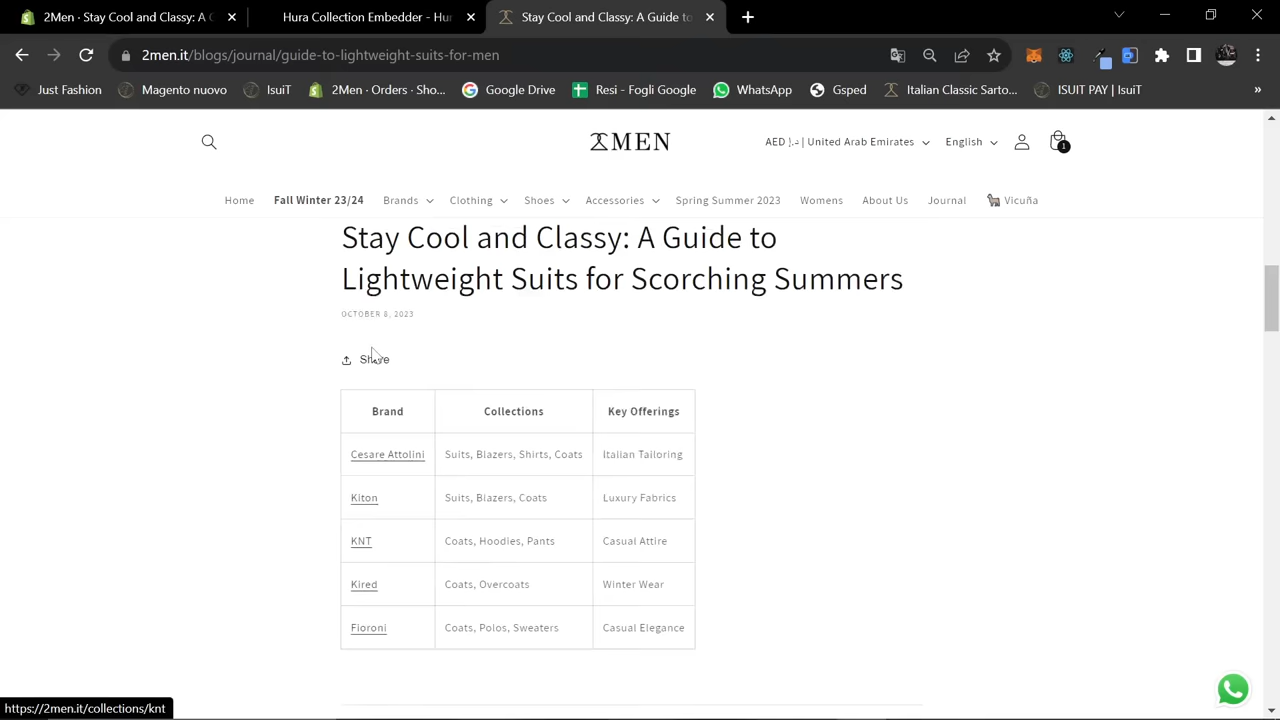 2Men · Stay Cool and Classy: A G
Hura Collection Embedder - Hu
Stay Cool and Classy: A Guide to
2men.it/blogs/journal/guide-to-lightweight-suits-for-men
Just Fashion
Magento nuovo
IsuiT
2Men · Orders · Sho...
Google Drive
Resi - Fogli Google
WhatsApp
Gsped
Italian Classic Sarto...
ISUIT PAY | IsuiT
»
2MEN
AED د.إ | United Arab Emirates
English
1
Home
Fall Winter 23/24
Brands
Clothing
Shoes
Accessories
Spring Summer 2023
Womens
About Us
Journal
🦙 Vicuña
Stay Cool and Classy: A Guide to
Lightweight Suits for Scorching Summers
OCTOBER 8, 2023
Share
Brand Collections Key Offerings
Cesare Attolini Suits, Blazers, Shirts, Coats Italian Tailoring
Kiton Suits, Blazers, Coats Luxury Fabrics
KNT Coats, Hoodies, Pants Casual Attire
Kired Coats, Overcoats Winter Wear
Fioroni Coats, Polos, Sweaters Casual Elegance
https://2men.it/collections/knt